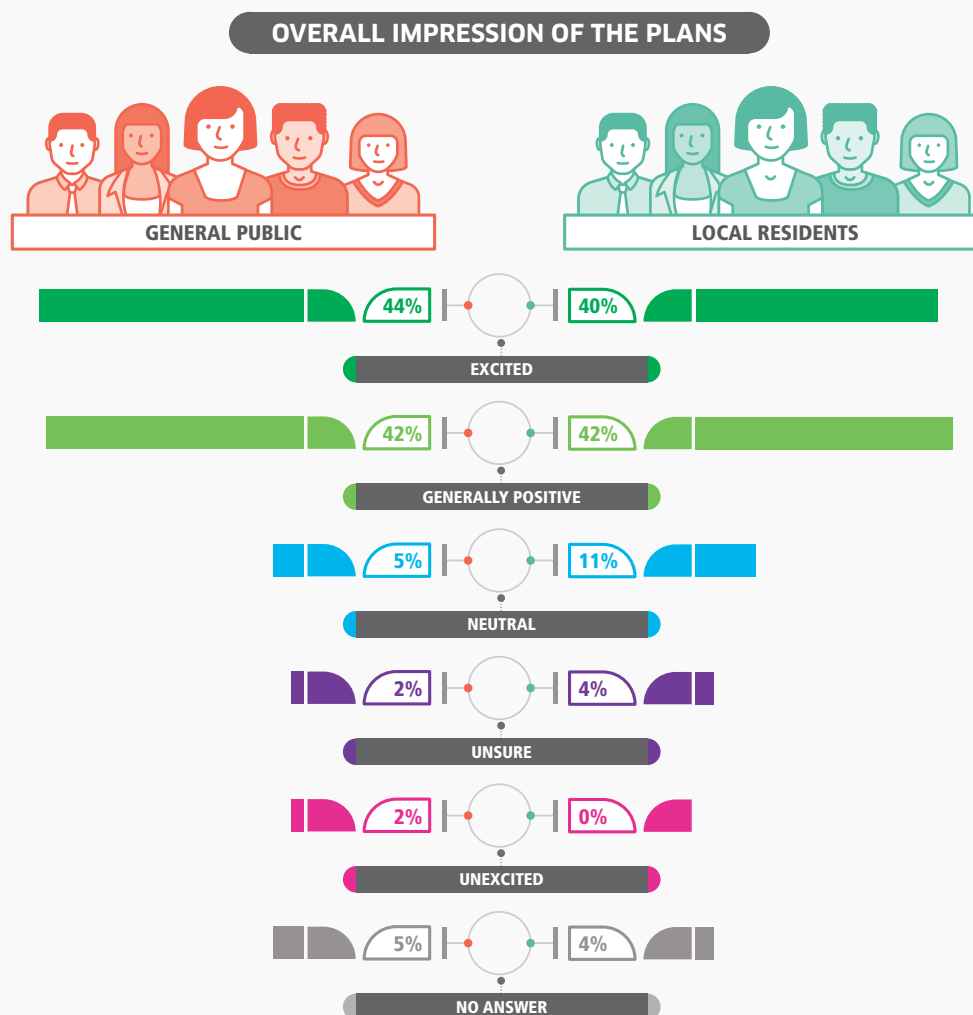 OVERALL IMPRESSION OF THE PLANS
GENERAL PUBLIC
LOCAL RESIDENTS
44%
40%
EXCITED
42%
42%
GENERALLY POSITIVE
5%
11%
NEUTRAL
2%
4%
UNSURE
2%
0%
UNEXCITED
5%
4%
NO ANSWER